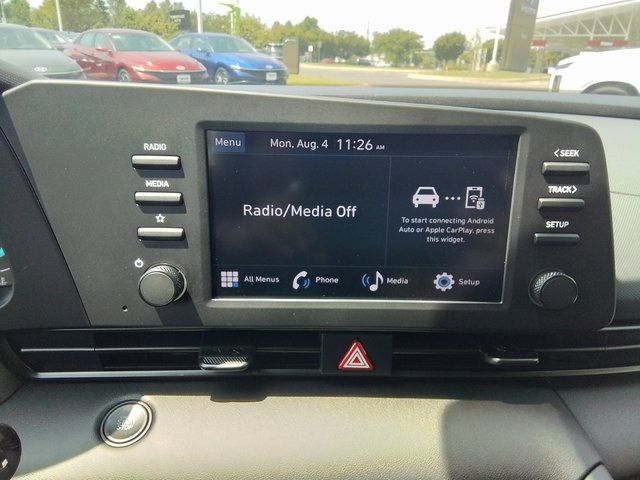 RADIO
MEDIA
Menu
Mon, Aug. 4 11:26 AM
Radio/Media Off
To start connecting Android
Auto or Apple CarPlay, press
this widget.
All Menus
Phone
Media
Setup
<SEEK
TRACK>
SETUP
STOP